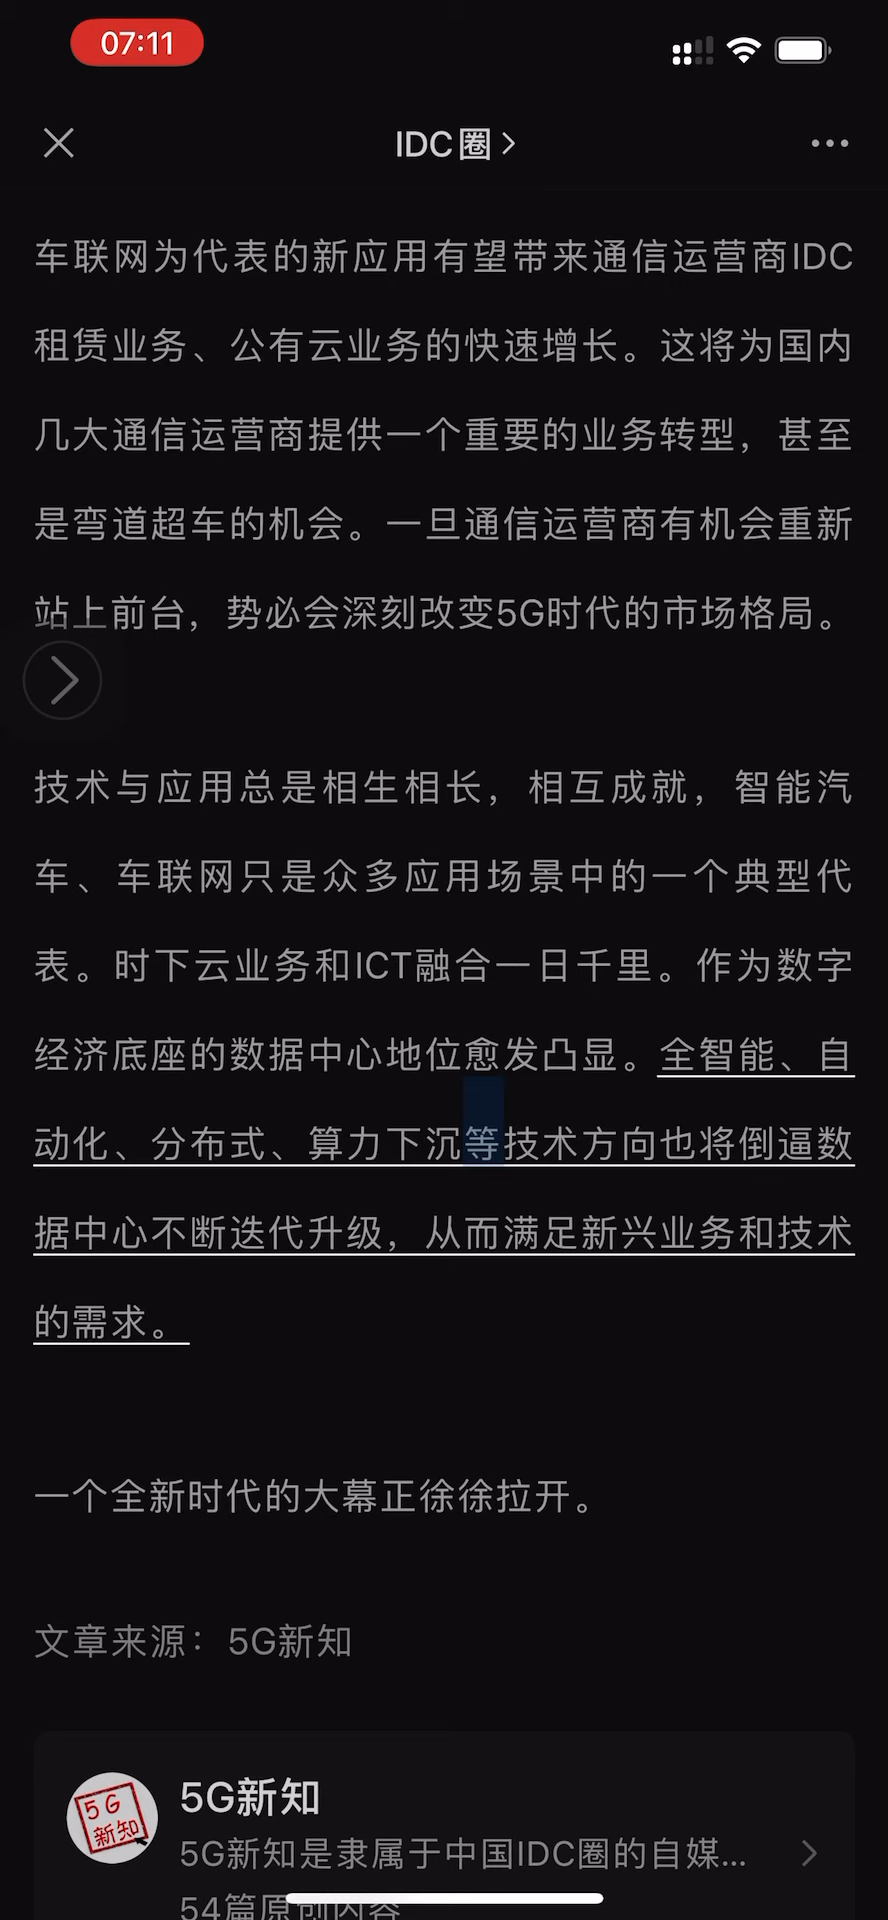 07:11
IDC圈
车联网为代表的新应用有望带来通信运营商IDC
租赁业务、公有云业务的快速增长。这将为国内
几大通信运营商提供一个重要的业务转型，甚至
是弯道超车的机会。一旦通信运营商有机会重新
站上前台，势必会深刻改变5G时代的市场格局。
技术与应用总是相生相长，相互成就，智能汽
车、车联网只是众多应用场景中的一个典型代
表。时下云业务和ICT融合一日千里。作为数字
经济底座的数据中心地位愈发凸显。全智能、自
动化、分布式、算力下沉等技术方向也将倒逼数
据中心不断迭代升级，从而满足新兴业务和技术
的需求。
一个全新时代的大幕正徐徐拉开。
文章来源：5G新知
5G
新知
5G新知
5G新知是隶属于中国IDC圈的自媒...
54篇原创内容